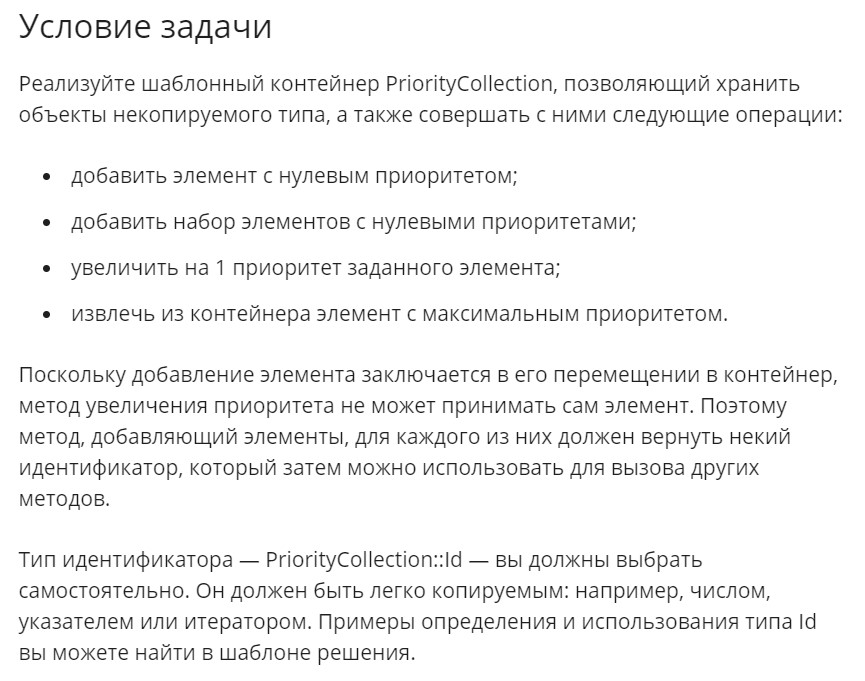 Условие задачи
Реализуйте шаблонный контейнер PriorityCollection, позволяющий хранить
объекты некопируемого типа, а также совершать с ними следующие операции:
• добавить элемент с нулевым приоритетом;
• добавить набор элементов с нулевыми приоритетами;
• увеличить на 1 приоритет заданного элемента;
• извлечь из контейнера элемент с максимальным приоритетом.
Поскольку добавление элемента заключается в его перемещении в контейнер,
метод увеличения приоритета не может принимать сам элемент. Поэтому
метод, добавляющий элементы, для каждого из них должен вернуть некий
идентификатор, который затем можно использовать для вызова других
методов.
Тип идентификатора — PriorityCollection::Id — вы должны выбрать
самостоятельно. Он должен быть легко копируемым: например, числом,
указателем или итератором. Примеры определения и использования типа Id
вы можете найти в шаблоне решения.